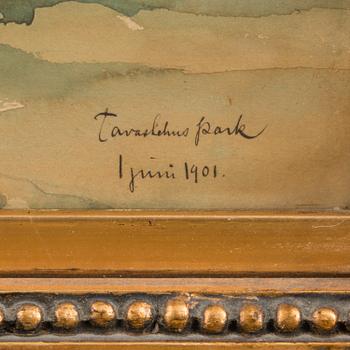 Tavastehus park
1 juni 1901.